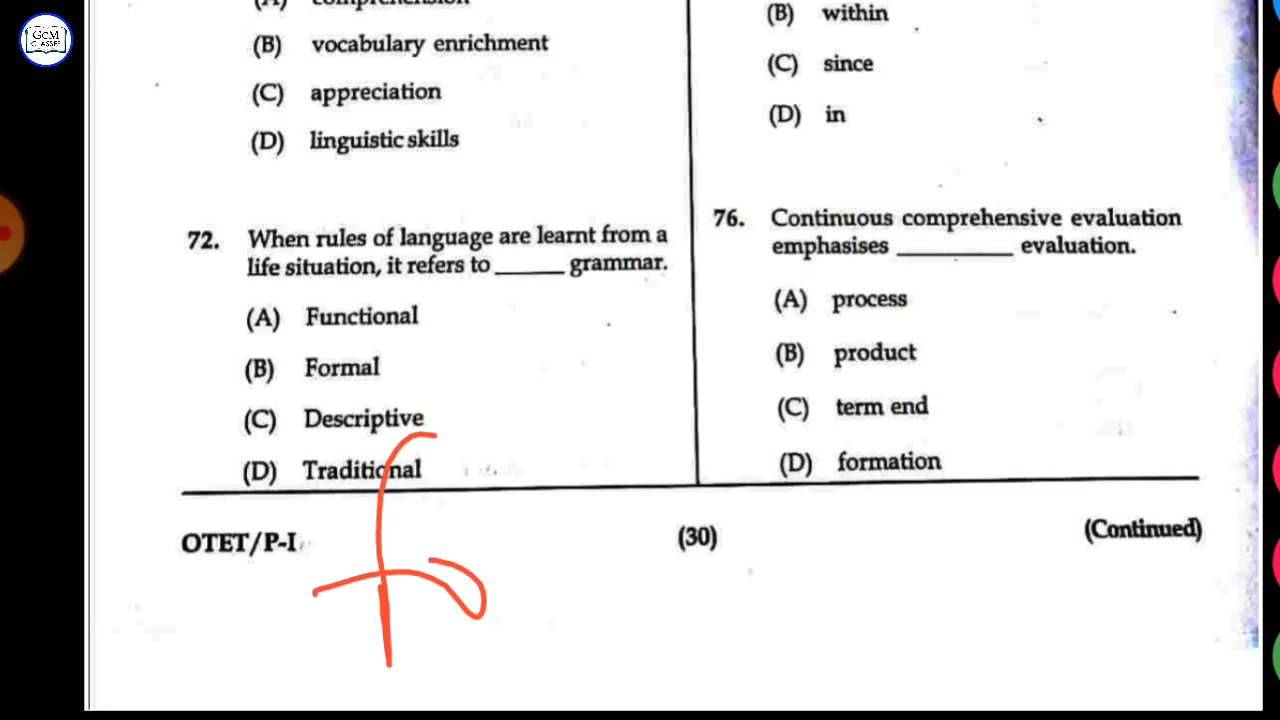 GCM
CLASSES
(B) vocabulary enrichment
(C) appreciation
(D) linguistic skills
72. When rules of language are learnt from a
life situation, it refers to ______ grammar.
(A) Functional
(B) Formal
(C) Descriptive
(D) Traditional
(B) within
(C) since
(D) in
76. Continuous comprehensive evaluation
emphasises __________ evaluation.
(A) process
(B) product
(C) term end
(D) formation
OTET/P-I
(30)
(Continued)